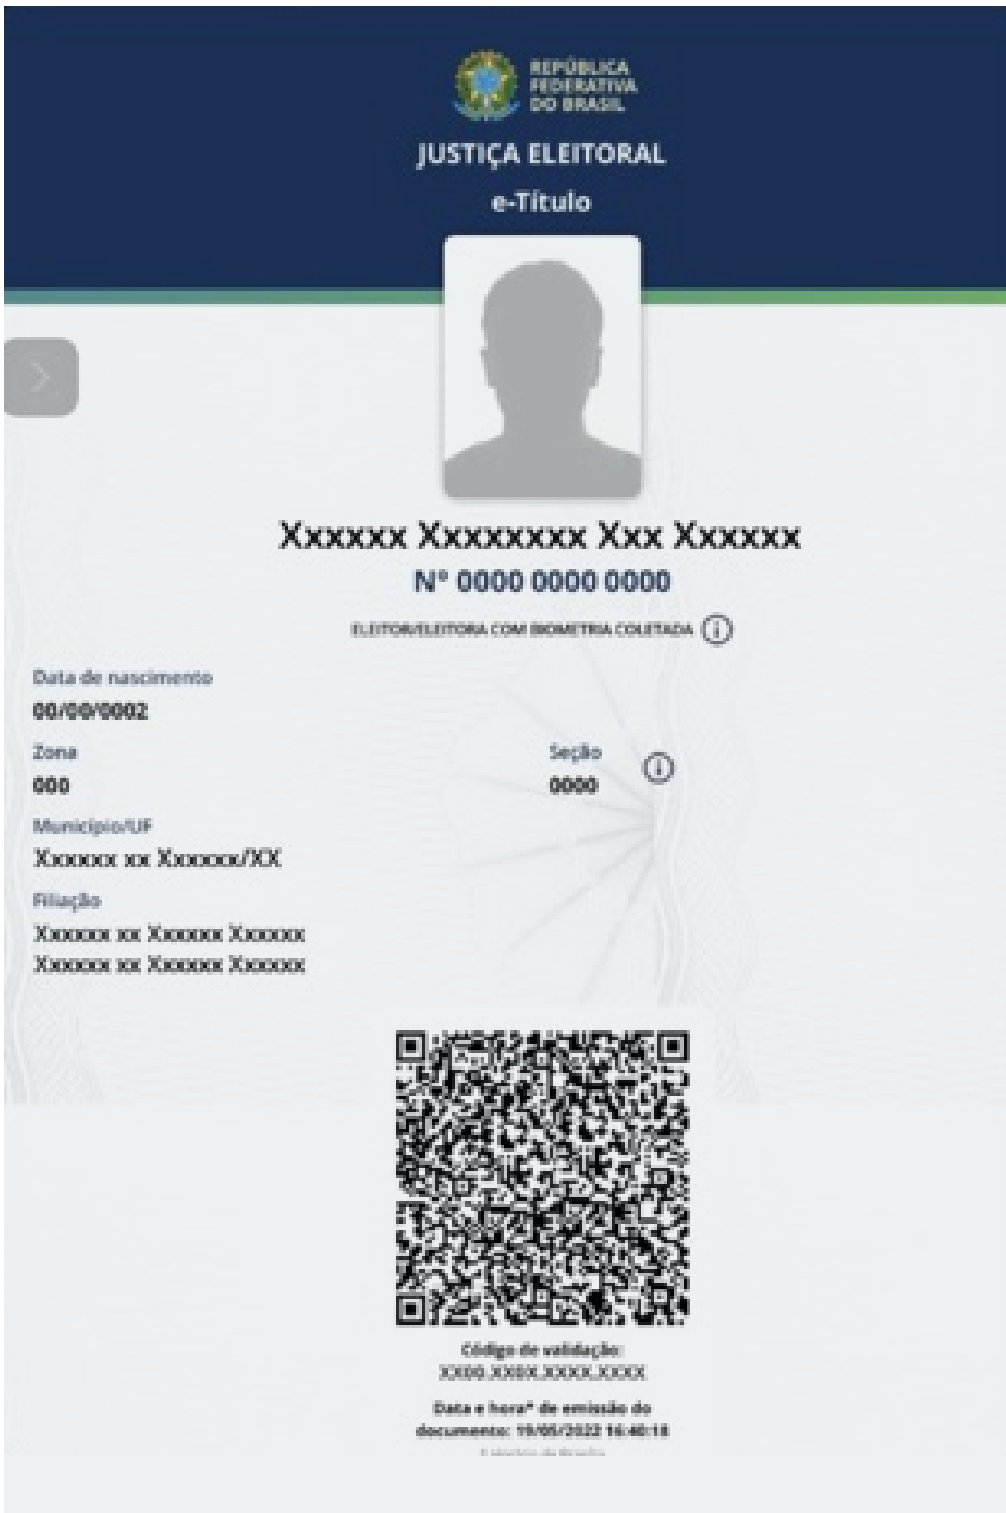 REPÚBLICA
FEDERATIVA
DO BRASIL
JUSTIÇA ELEITORAL
e-Título
Xxxxxx Xxxxxxxx Xxx Xxxxxx
Nº 0000 0000 0000
ELEITOR/ELEITORA COM BIOMETRIA COLETADA
Data de nascimento
00/00/0002
Zona
000
Seção
0000
Município/UF
Xxxxxx xx Xxxxxx/XX
Filiação
Xxxxxx xx Xxxxxx Xxxxxx
Xxxxxx xx Xxxxxx Xxxxxx
Código de validação:
XX00.XX0X.XXXX.XXXX
Data e hora* de emissão do
documento: 19/05/2022 16:40:18